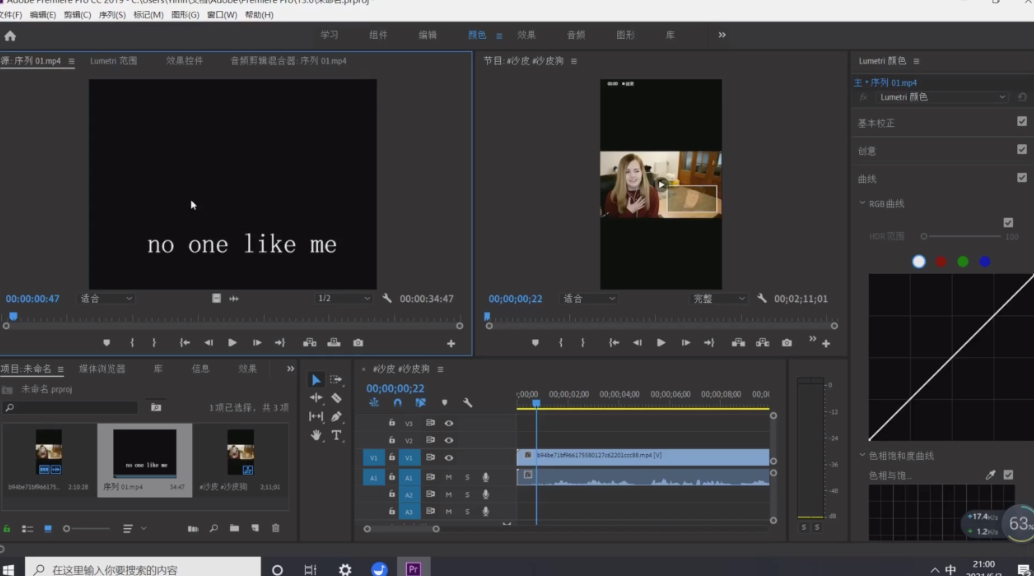 Adobe Premiere Pro CC 2019 - C:\Users\Yimin\文档\Adobe\Premiere Pro\13.0\未命名.prproj *
文件(F) 编辑(E) 剪辑(C) 序列(S) 标记(M) 图形(G) 窗口(W) 帮助(H)
学习 组件 编辑 颜色 ≡ 效果 音频 图形 库 »
源: 序列 01.mp4 ≡ Lumetri 范围 效果控件 音频剪辑混合器: 序列 01.mp4
节目: #沙皮 #沙皮狗 ≡
Lumetri 颜色 ≡
主 * 序列 01.mp4
fx Lumetri 颜色
基本校正
创意
曲线
RGB曲线
HDR 范围 100
no one like me
00:00:00:47 适合 1/2 00:00:34:47
00;00;00;22 适合 完整 00;02;11;01
项目: 未命名 ≡ 媒体浏览器 库 信息 效果 »
未命名.prproj
1项已选择，共 3 项
no one like me
2:10:28
序列 01.mp4 34:47
#沙皮 #沙皮狗 2;11;01
× #沙皮 #沙皮狗 ≡
00;00;00;22
;00;00 00;00;02;00 00;00;04;00 00;00;06;00 00;00;08;00
V3
V2
V1 V1
A1 A1 M S
A2 M S
A3 M S
0
-12
-24
-36
-48
S S
色相饱和度曲线
色相与饱...
+17.4K/s
+ 1.2K/s
63%
在这里输入你要搜索的内容
Pr
中
21:00